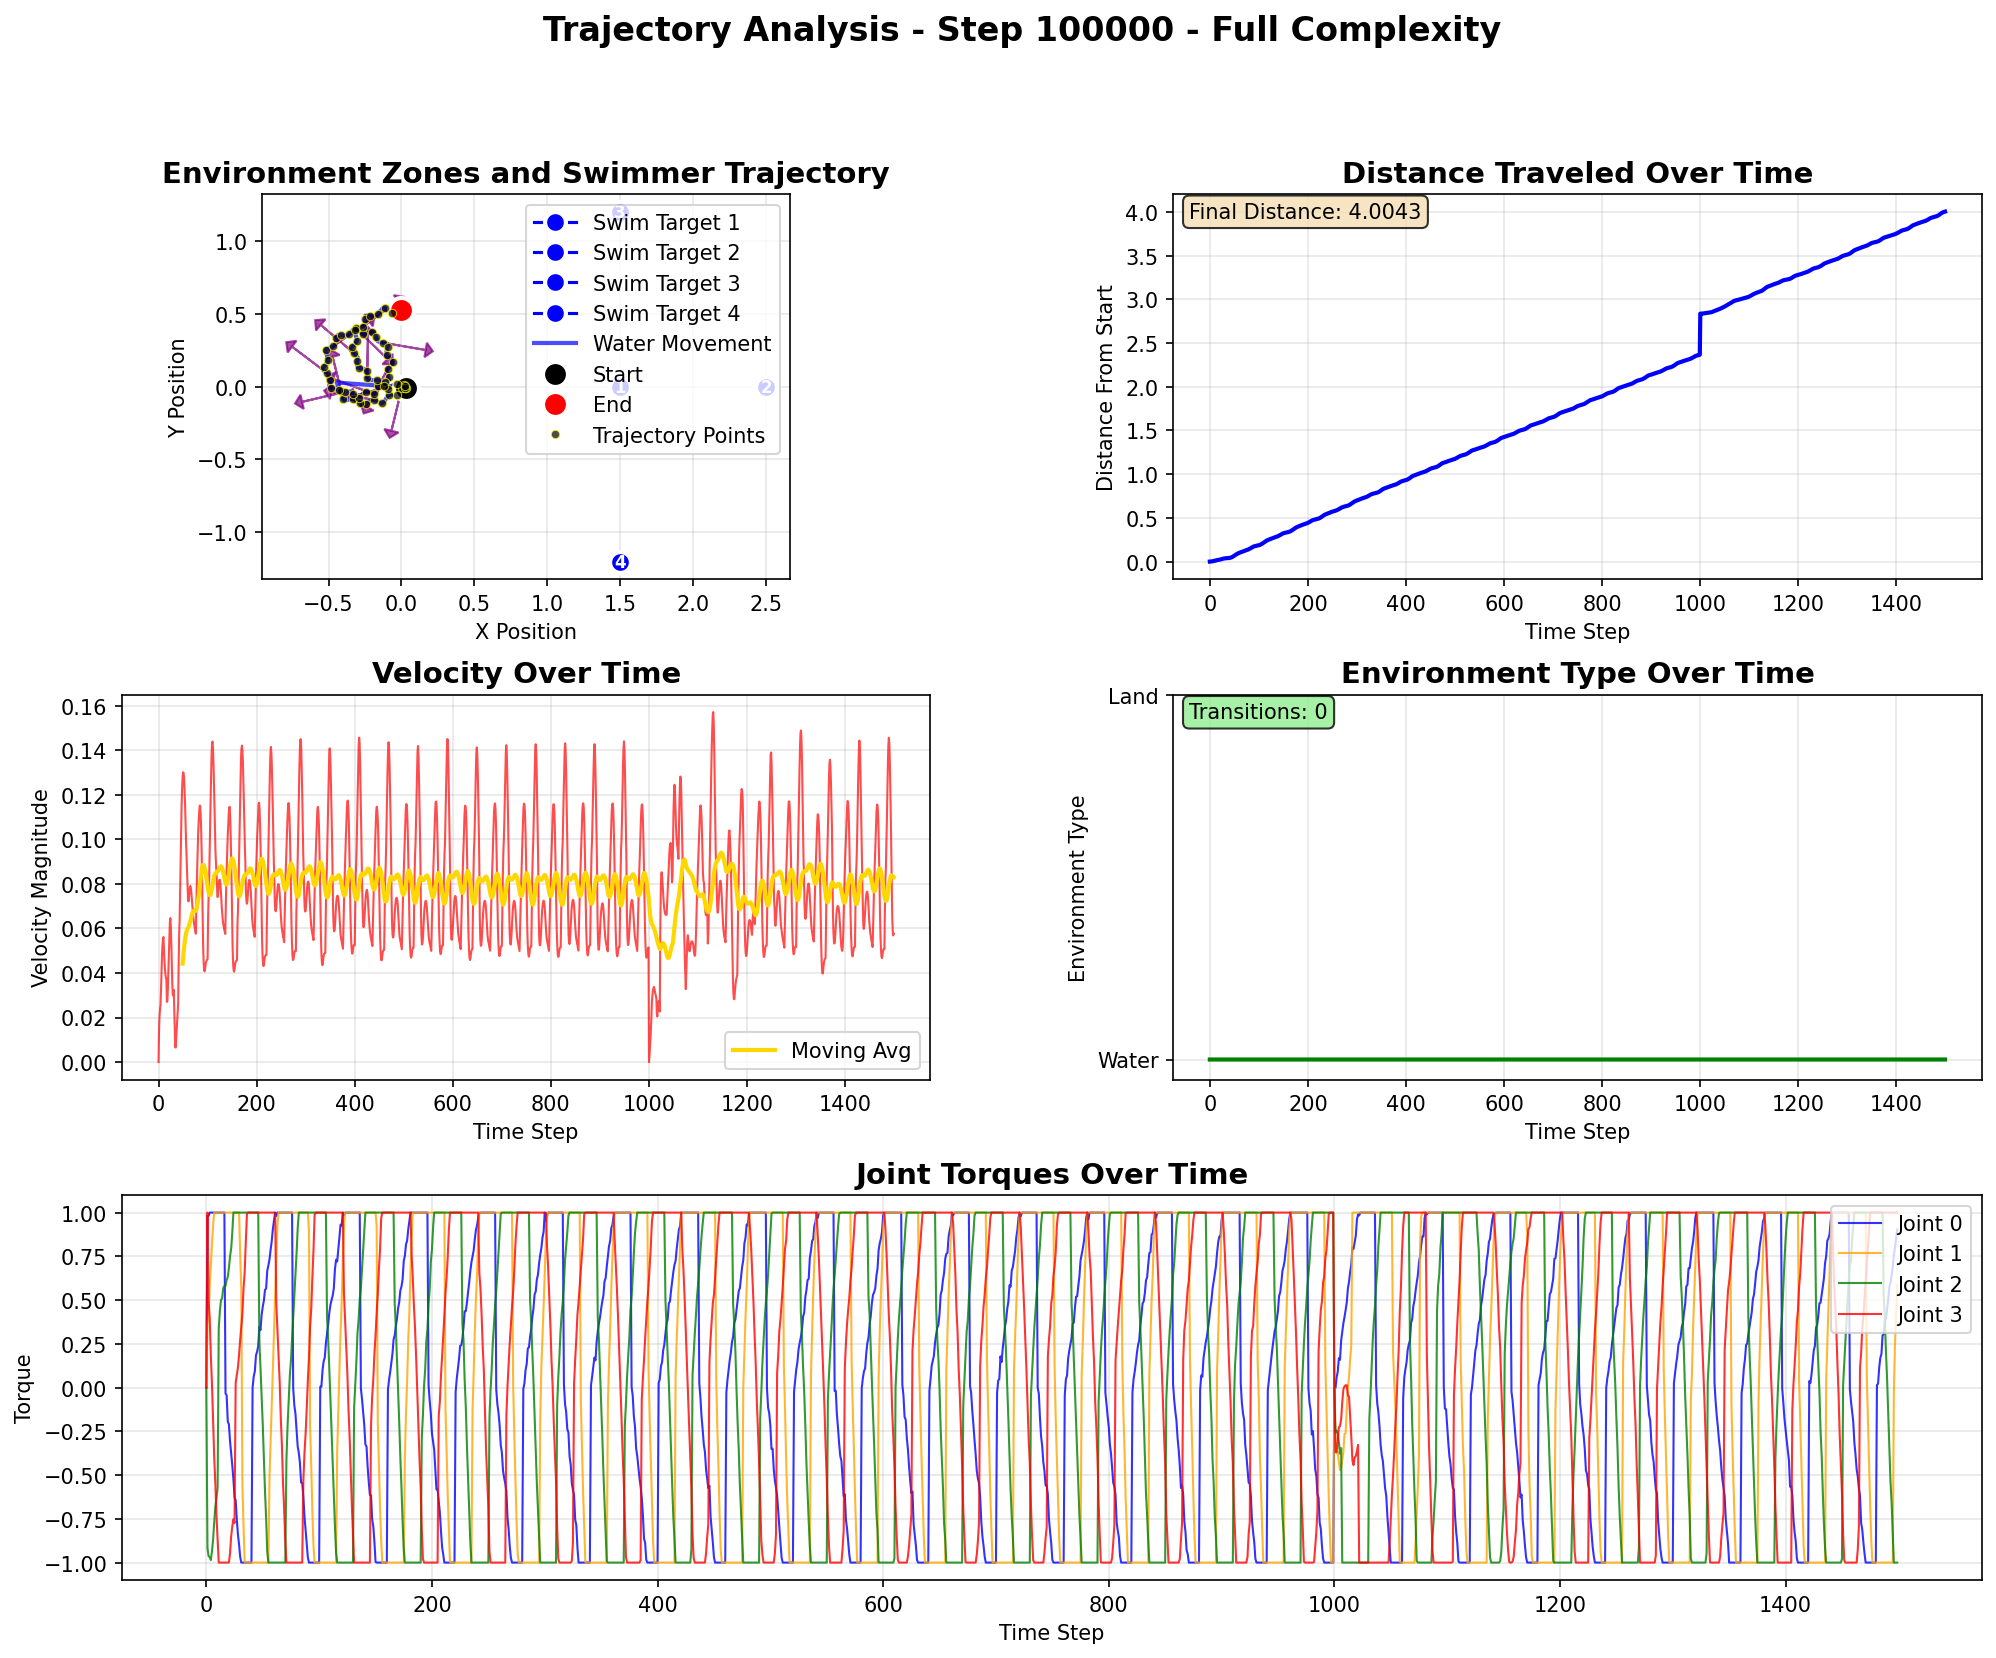 Trajectory Analysis - Step 100000 - Full Complexity
Environment Zones and Swimmer Trajectory
Y Position
1.0
0.5
0.0
−0.5
−1.0
3
1
2
4
Swim Target 1
Swim Target 2
Swim Target 3
Swim Target 4
Water Movement
Start
End
Trajectory Points
−0.5 0.0 0.5 1.0 1.5 2.0 2.5
X Position
Distance Traveled Over Time
Final Distance: 4.0043
Distance From Start
4.0
3.5
3.0
2.5
2.0
1.5
1.0
0.5
0.0
0 200 400 600 800 1000 1200 1400
Time Step
Velocity Over Time
Velocity Magnitude
0.16
0.14
0.12
0.10
0.08
0.06
0.04
0.02
0.00
Moving Avg
0 200 400 600 800 1000 1200 1400
Time Step
Environment Type Over Time
Transitions: 0
Environment Type
Land
Water
0 200 400 600 800 1000 1200 1400
Time Step
Joint Torques Over Time
Torque
1.00
0.75
0.50
0.25
0.00
−0.25
−0.50
−0.75
−1.00
Joint 0
Joint 1
Joint 2
Joint 3
0 200 400 600 800 1000 1200 1400
Time Step